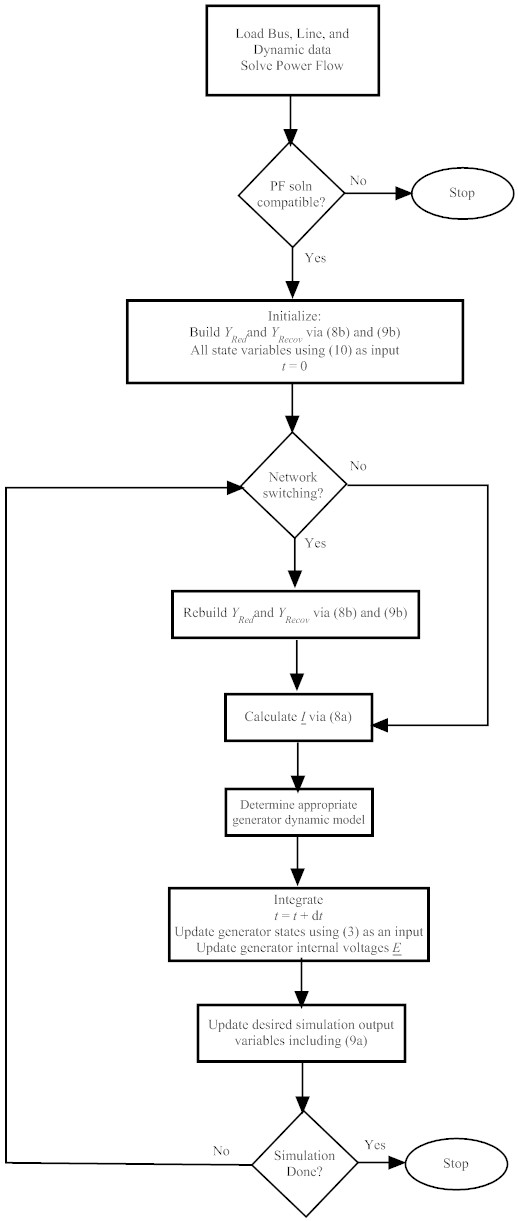 Load Bus, Line, and
Dynamic data
Solve Power Flow
PF soln
compatible?
No
Stop
Yes
Initialize:
Build Y_Red and Y_Recov via (8b) and (9b)
All state variables using (10) as input
t = 0
Network
switching?
No
Yes
Rebuild Y_Red and Y_Recov via (8b) and (9b)
Calculate I via (8a)
Determine appropriate
generator dynamic model
Integrate
t = t + dt
Update generator states using (3) as an input
Update generator internal voltages E
Update desired simulation output
variables including (9a)
No
Simulation
Done?
Yes
Stop